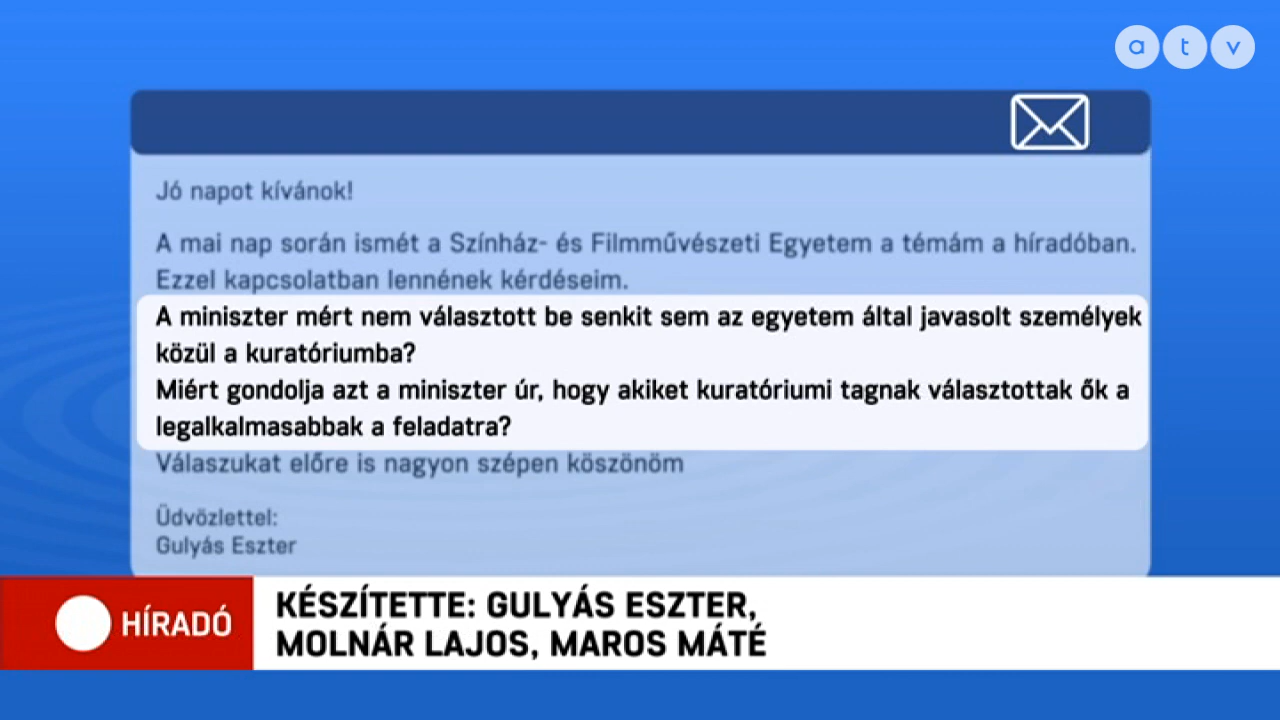 atv
Jó napot kívánok!
A mai nap során ismét a Színház- és Filmművészeti Egyetem a témám a híradóban.
Ezzel kapcsolatban lennének kérdéseim.
A miniszter mért nem választott be senkit sem az egyetem által javasolt személyek
közül a kuratóriumba?
Miért gondolja azt a miniszter úr, hogy akiket kuratóriumi tagnak választottak ők a
legalkalmasabbak a feladatra?
Válaszukat előre is nagyon szépen köszönöm
Üdvözlettel:
Gulyás Eszter
HÍRADÓ
KÉSZÍTETTE: GULYÁS ESZTER,
MOLNÁR LAJOS, MAROS MÁTÉ